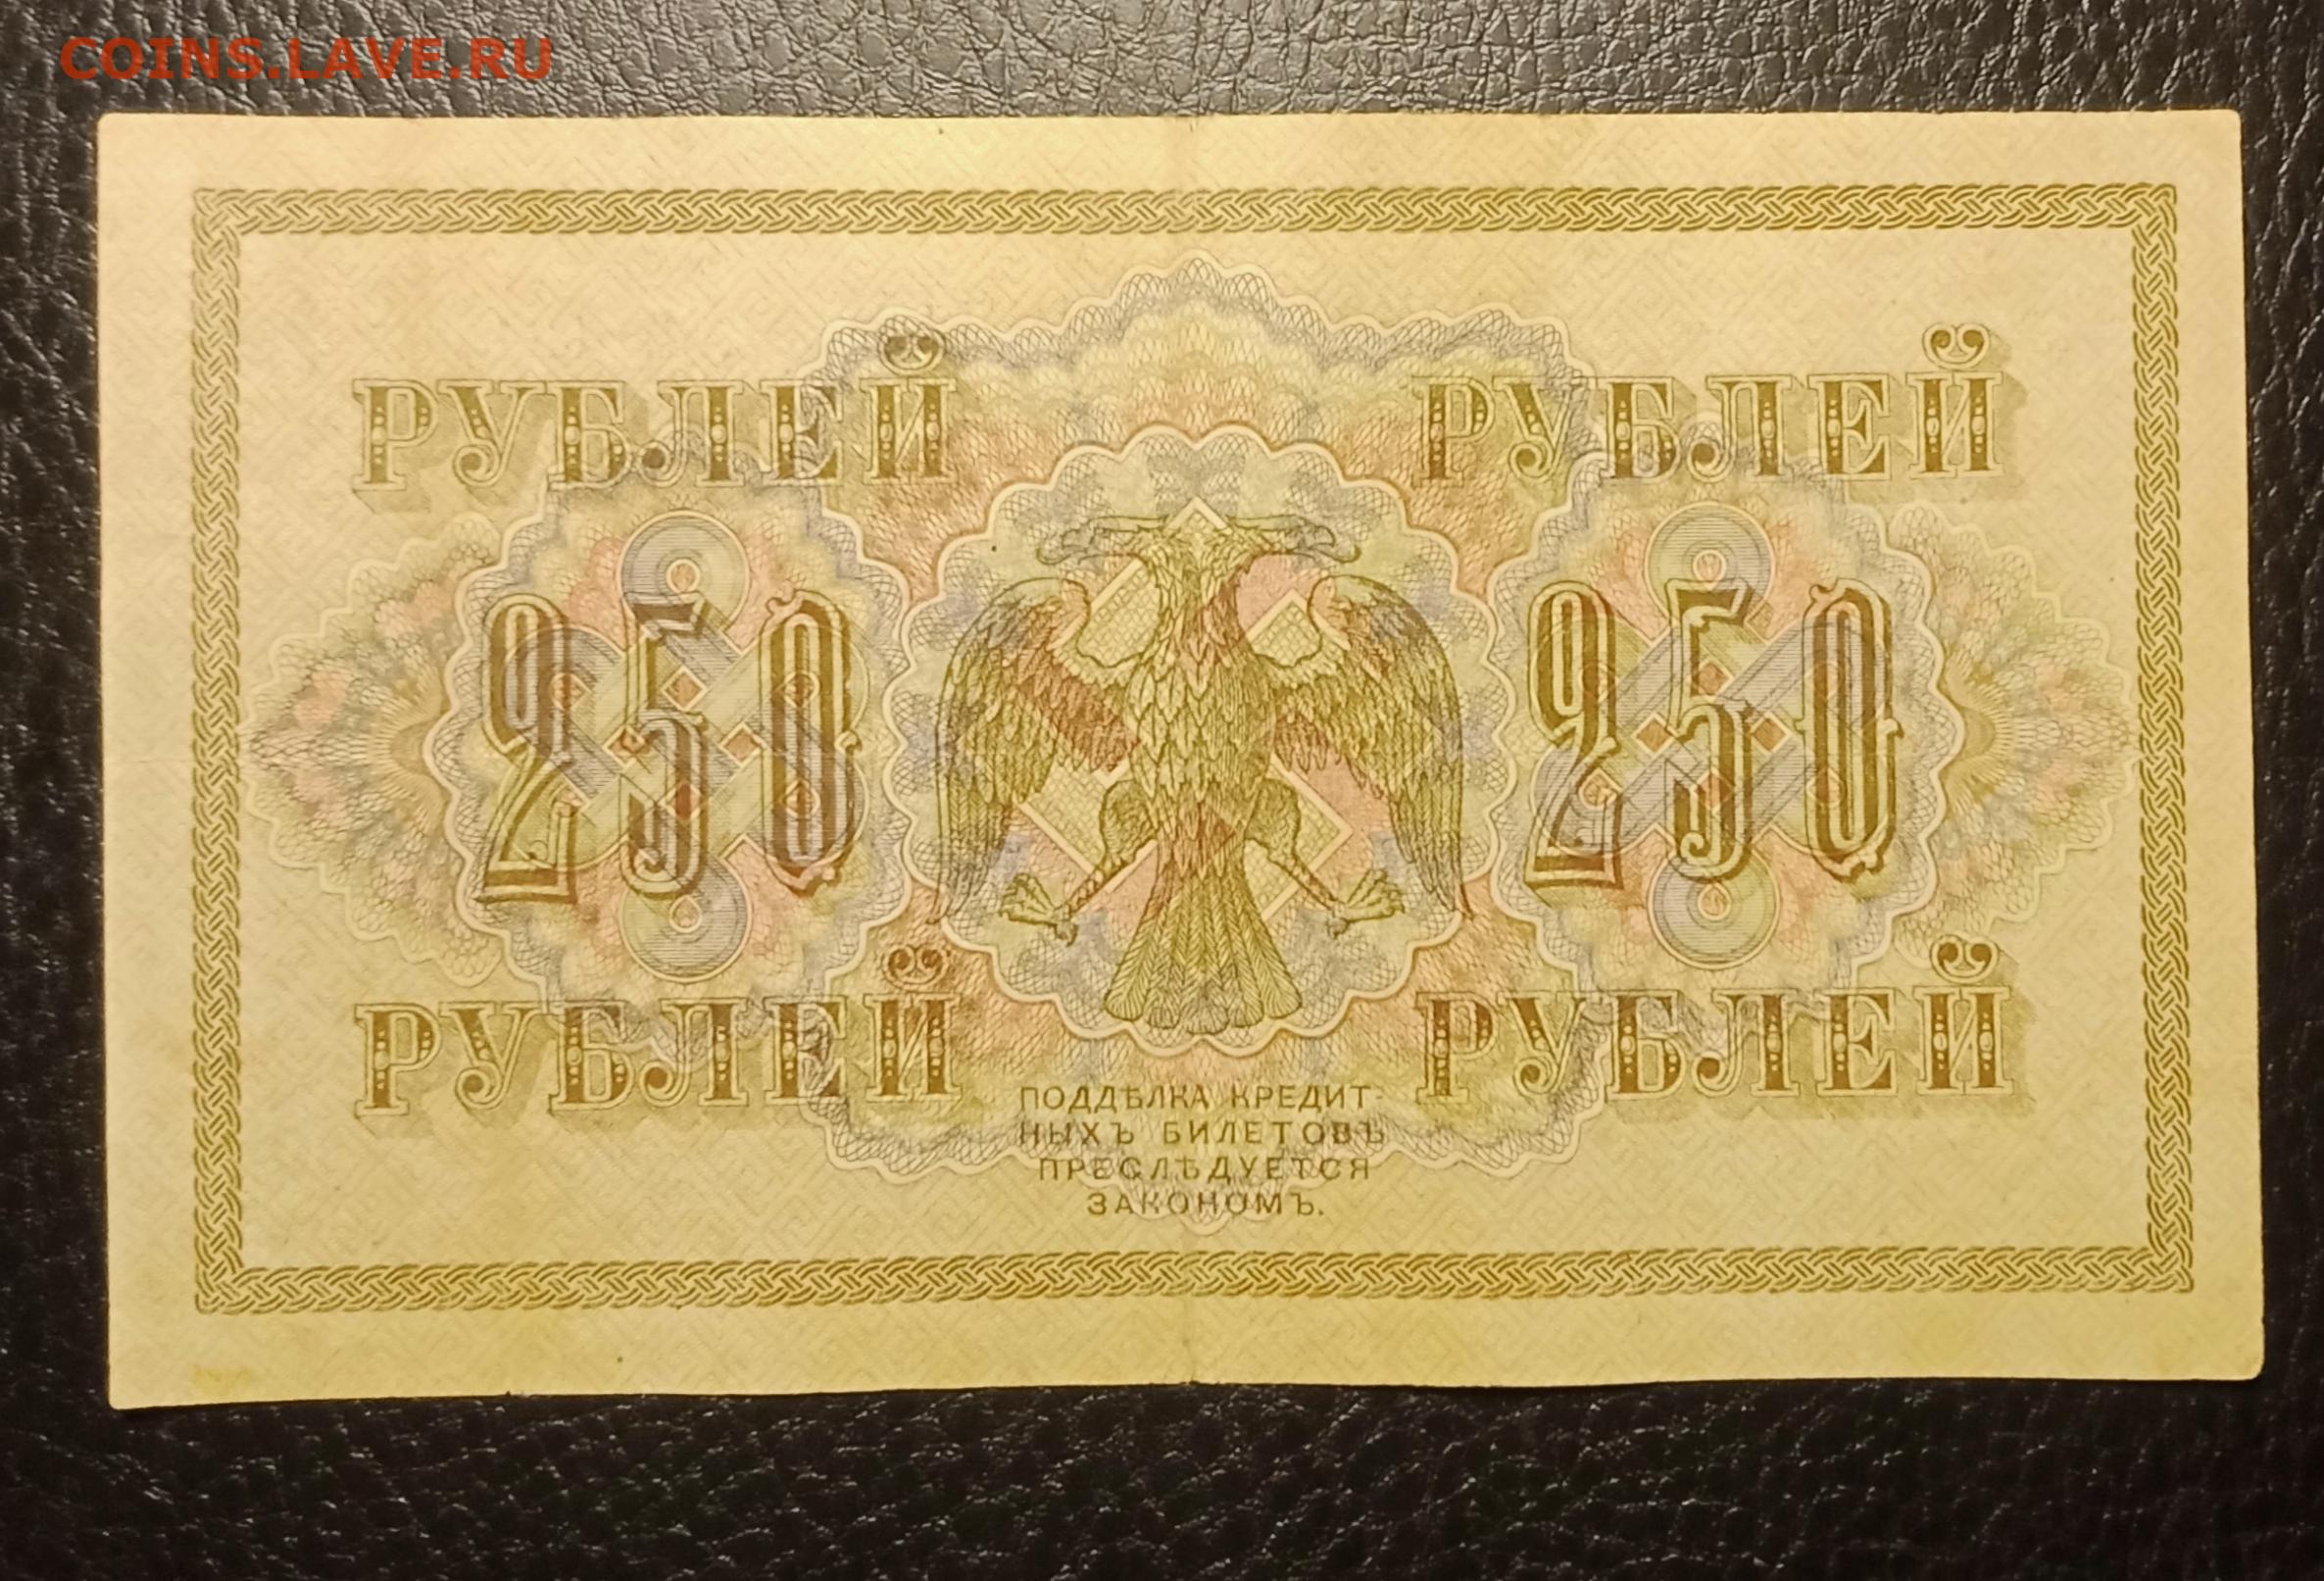 COINS.LAVE.RU
РУБЛЕЙ РУБЛЕЙ
250 250
РУБЛЕЙ РУБЛЕЙ
ПОДДѢЛКА КРЕДИТ-
НЫХЪ БИЛЕТОВЪ
ПРЕСЛѢДУЕТСЯ
ЗАКОНОМЪ.